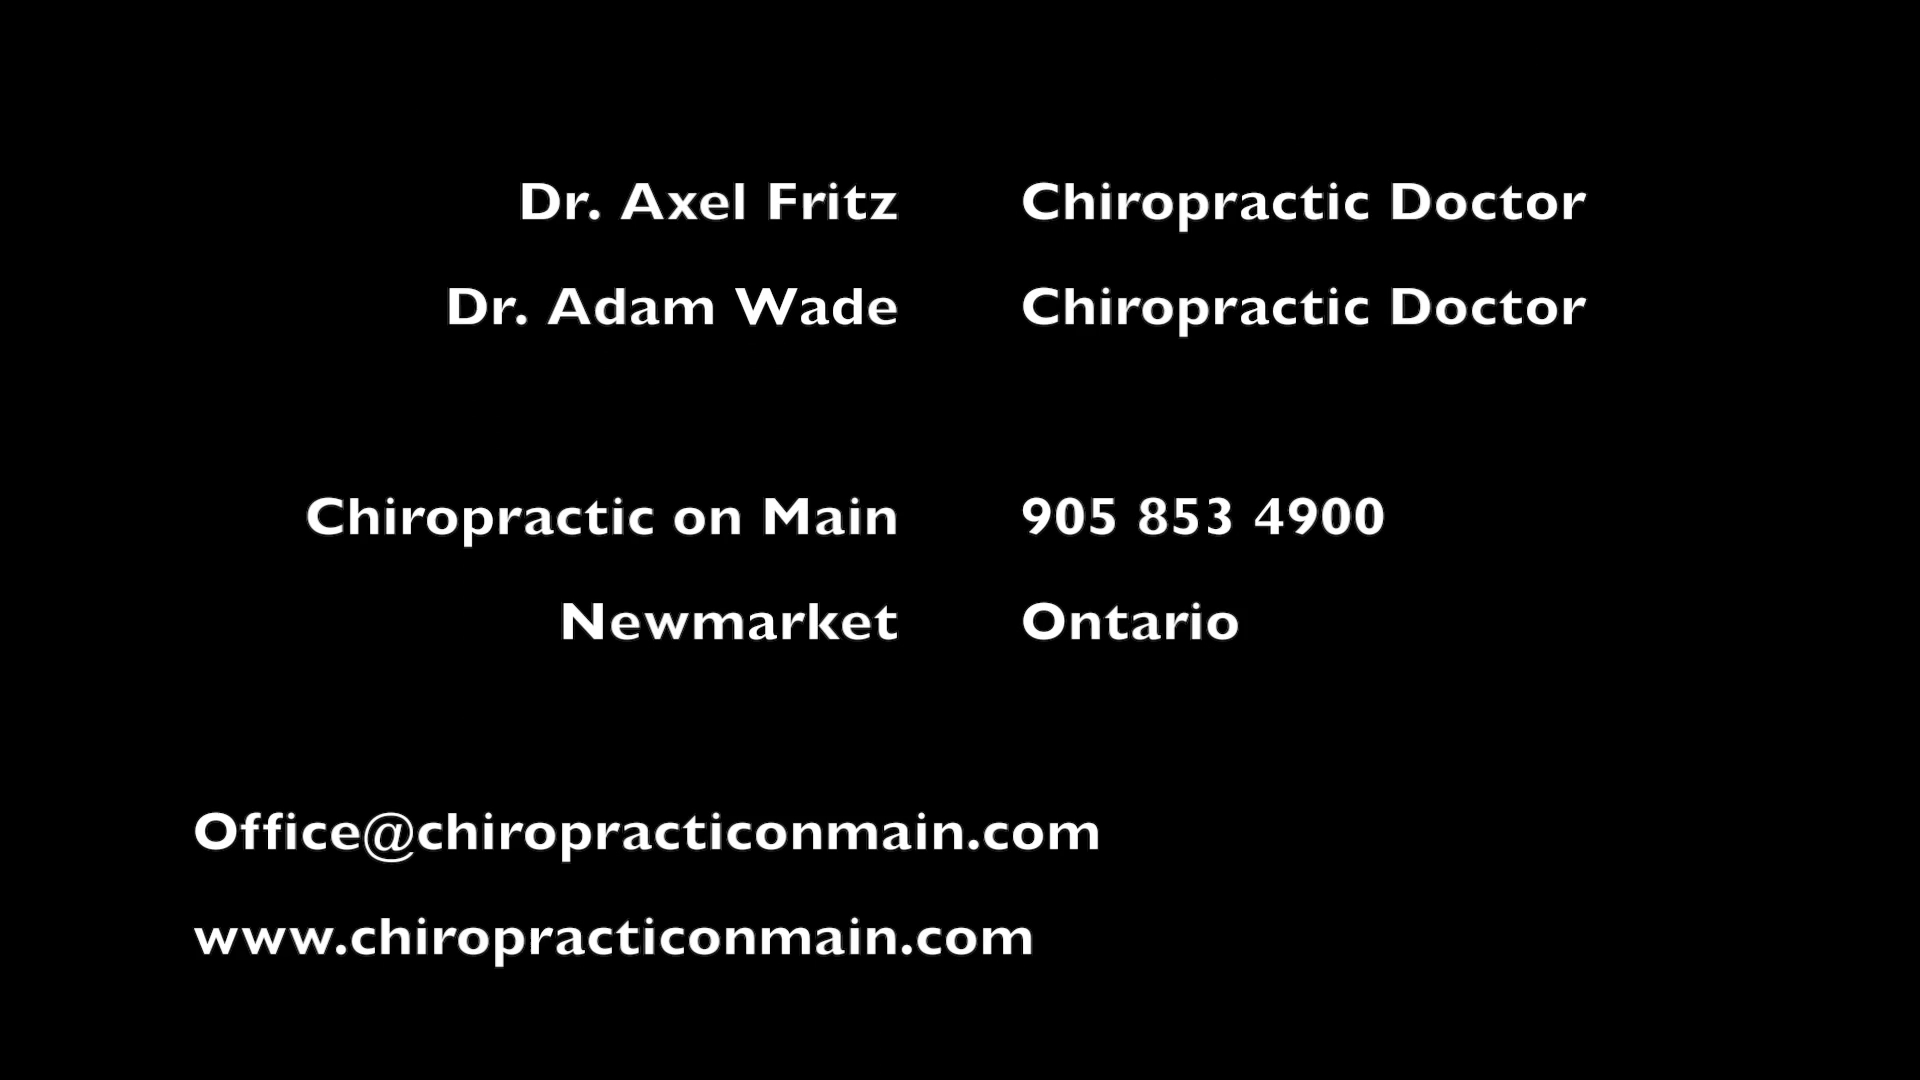 Dr. Axel Fritz Chiropractic Doctor
Dr. Adam Wade Chiropractic Doctor
Chiropractic on Main 905 853 4900
Newmarket Ontario
Office@chiropracticonmain.com
www.chiropracticonmain.com